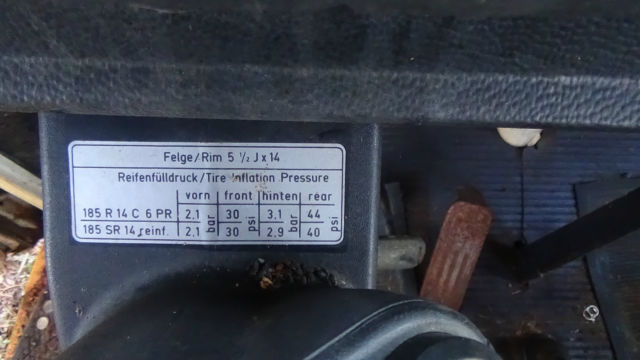 Felge/Rim 5 ½ J x 14
Reifenfülldruck/Tire Inflation Pressure
vorn front hinten rear
185 R 14 C 6 PR 2,1 bar 30 psi 3,1 bar 44 psi
185 SR 14 reinf. 2,1 30 2,9 40